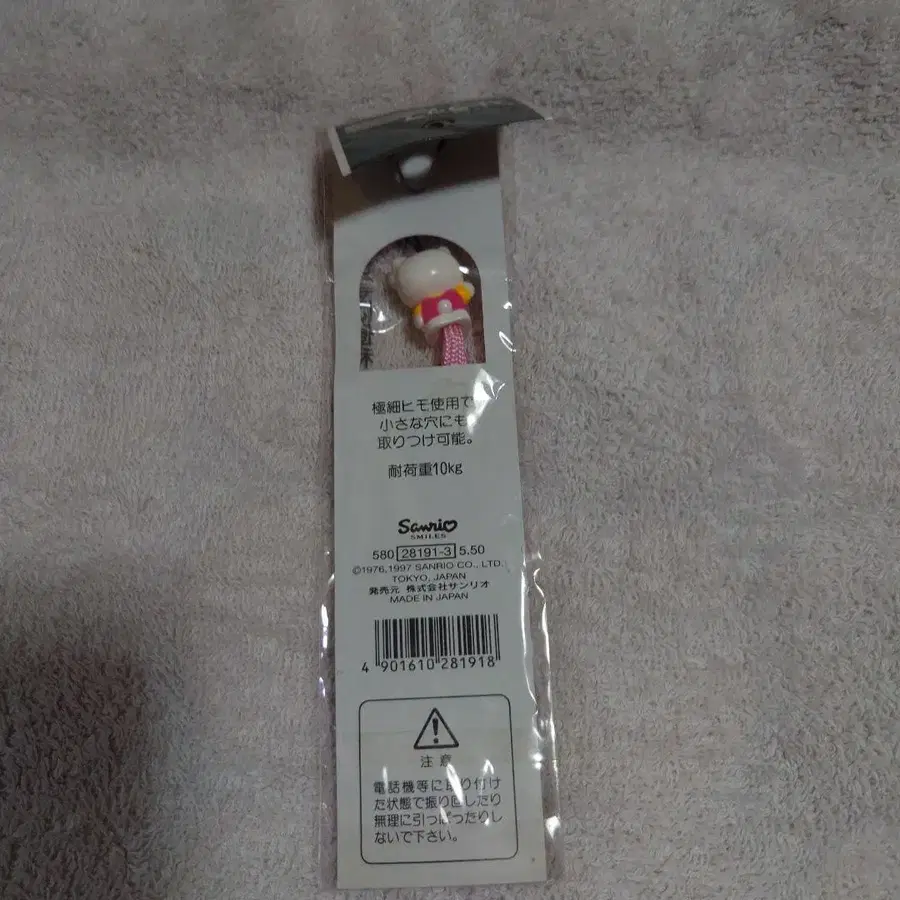 極細ヒモ使用で
小さな穴にも
取りつけ可能。
耐荷重10kg
Sanrio
SMILES
580 28191-3 5.50
©1976,1997 SANRIO CO., LTD.
TOKYO, JAPAN
発売元 株式会社サンリオ
MADE IN JAPAN
4 901610 281918
注意
電話機等に取り付け
た状態で振り回したり
無理に引っぱったりし
ないで下さい。